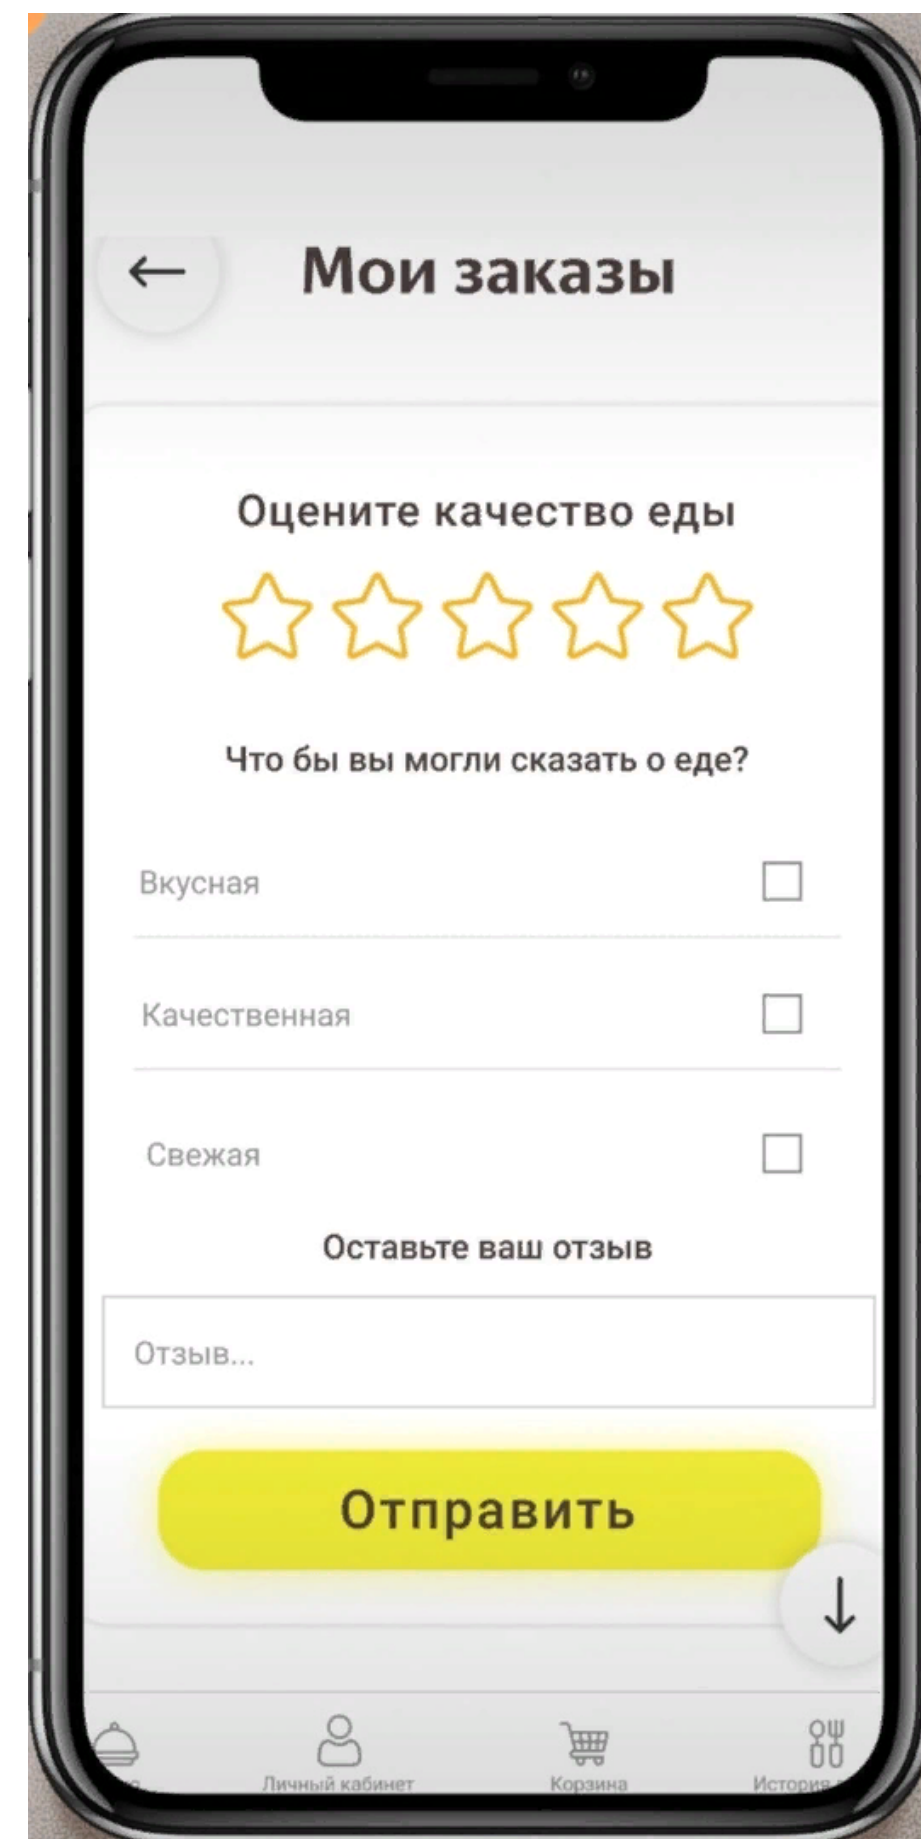 Мои заказы
Оцените качество еды
Что бы вы могли сказать о еде?
Вкусная
Качественная
Свежая
Оставьте ваш отзыв
Отзыв...
Отправить
Личный кабинет
Корзина
История